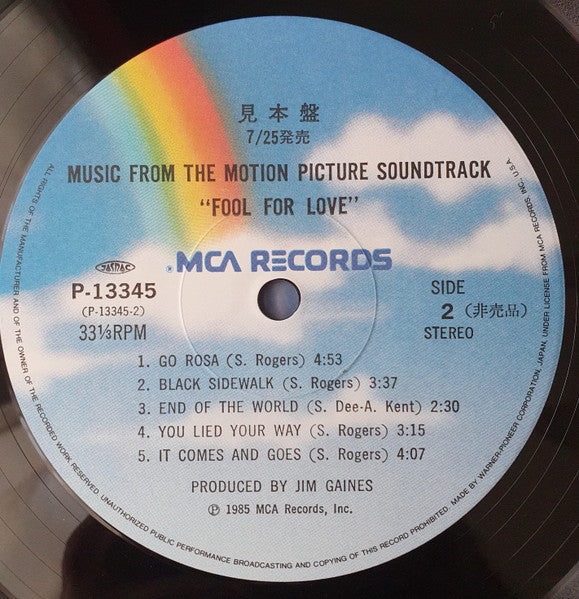 見本盤
7/25発売
MUSIC FROM THE MOTION PICTURE SOUNDTRACK
“FOOL FOR LOVE”
MCA RECORDS
JASRAC
P-13345
(P-13345-2)
33⅓RPM
SIDE
2 (非売品)
STEREO
1. GO ROSA (S. Rogers) 4:53
2. BLACK SIDEWALK (S. Rogers) 3:37
3. END OF THE WORLD (S. Dee-A. Kent) 2:30
4. YOU LIED YOUR WAY (S. Rogers) 3:15
5. IT COMES AND GOES (S. Rogers) 4:07
PRODUCED BY JIM GAINES
℗ 1985 MCA Records, Inc.
ALL RIGHTS OF THE MANUFACTURER AND OF THE OWNER OF THE RECORDED WORK RESERVED. UNAUTHORIZED PUBLIC PERFORMANCE BROADCASTING AND COPYING OF THIS RECORD PROHIBITED. MADE BY WARNER-PIONEER CORPORATION, JAPAN, UNDER LICENSE FROM MCA RECORDS, INC., U.S.A.